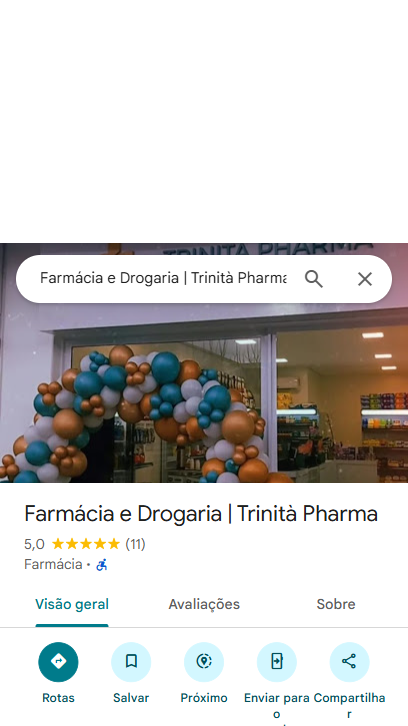 TRINITÀ PHARMA
Farmácia e Drogaria | Trinità Pharma
Farmácia e Drogaria | Trinità Pharma
5,0 (11)
Farmácia ·
Visão geral Avaliações Sobre
Rotas Salvar Próximo Enviar para Compartilha
o r